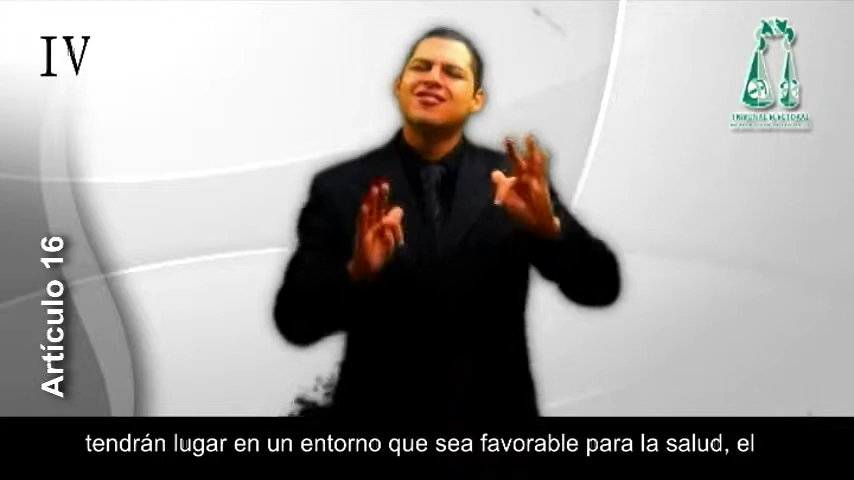 IV
TRIBUNAL ELECTORAL
Artículo 16
tendrán lugar en un entorno que sea favorable para la salud, el